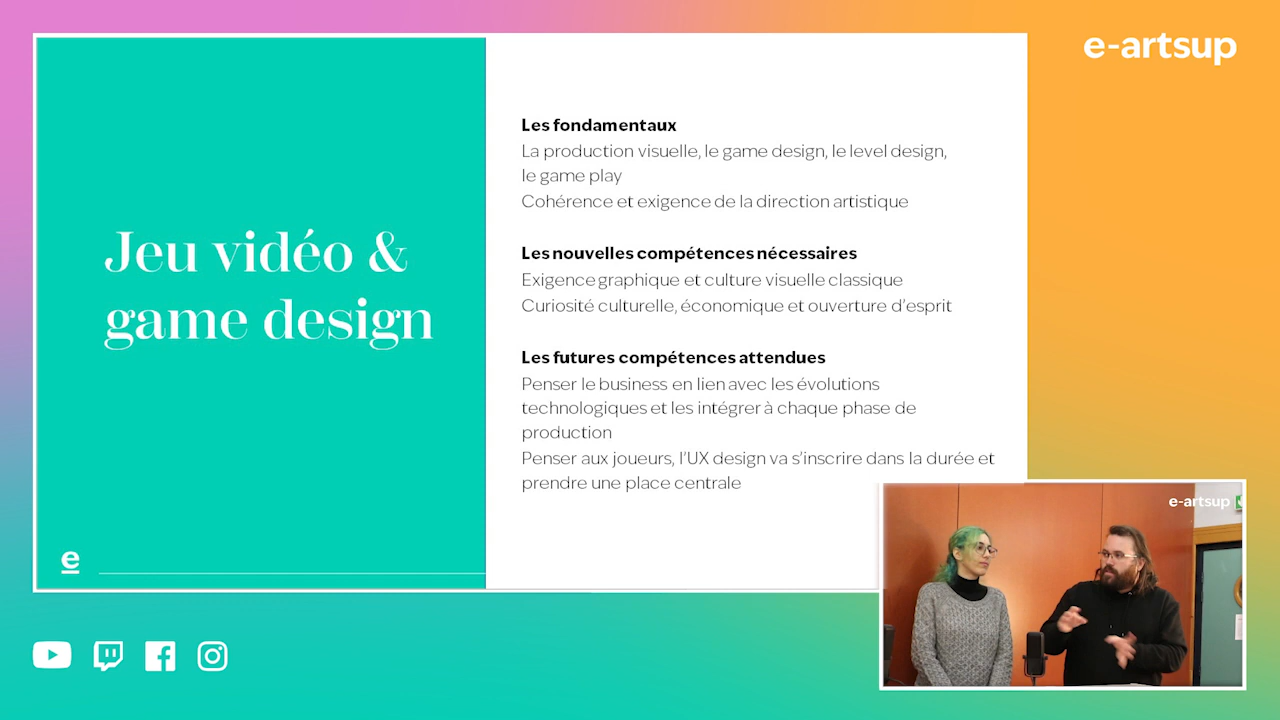 e-artsup
Jeu vidéo &
game design
e
Les fondamentaux
La production visuelle, le game design, le level design,
le game play
Cohérence et exigence de la direction artistique
Les nouvelles compétences nécessaires
Exigence graphique et culture visuelle classique
Curiosité culturelle, économique et ouverture d’esprit
Les futures compétences attendues
Penser le business en lien avec les évolutions
technologiques et les intégrer à chaque phase de
production
Penser aux joueurs, l’UX design va s’inscrire dans la durée et
prendre une place centrale
e-artsup